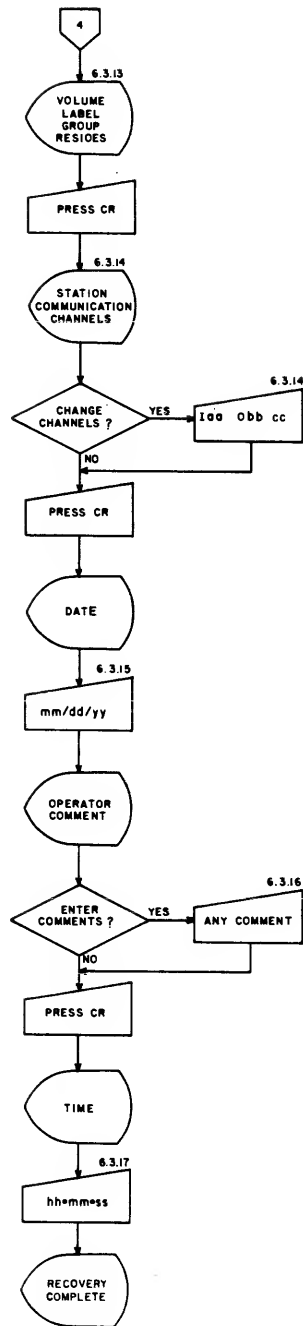 4
6.3.13
VOLUME
LABEL
GROUP
RESIDES
PRESS CR
6.3.14
STATION
COMMUNICATION
CHANNELS
CHANGE
CHANNELS ?
YES
6.3.14
Iaa Obb cc
NO
PRESS CR
DATE
6.3.15
mm/dd/yy
OPERATOR
COMMENT
ENTER
COMMENTS ?
YES
6.3.16
ANY COMMENT
NO
PRESS CR
TIME
6.3.17
hh=mm=ss
RECOVERY
COMPLETE